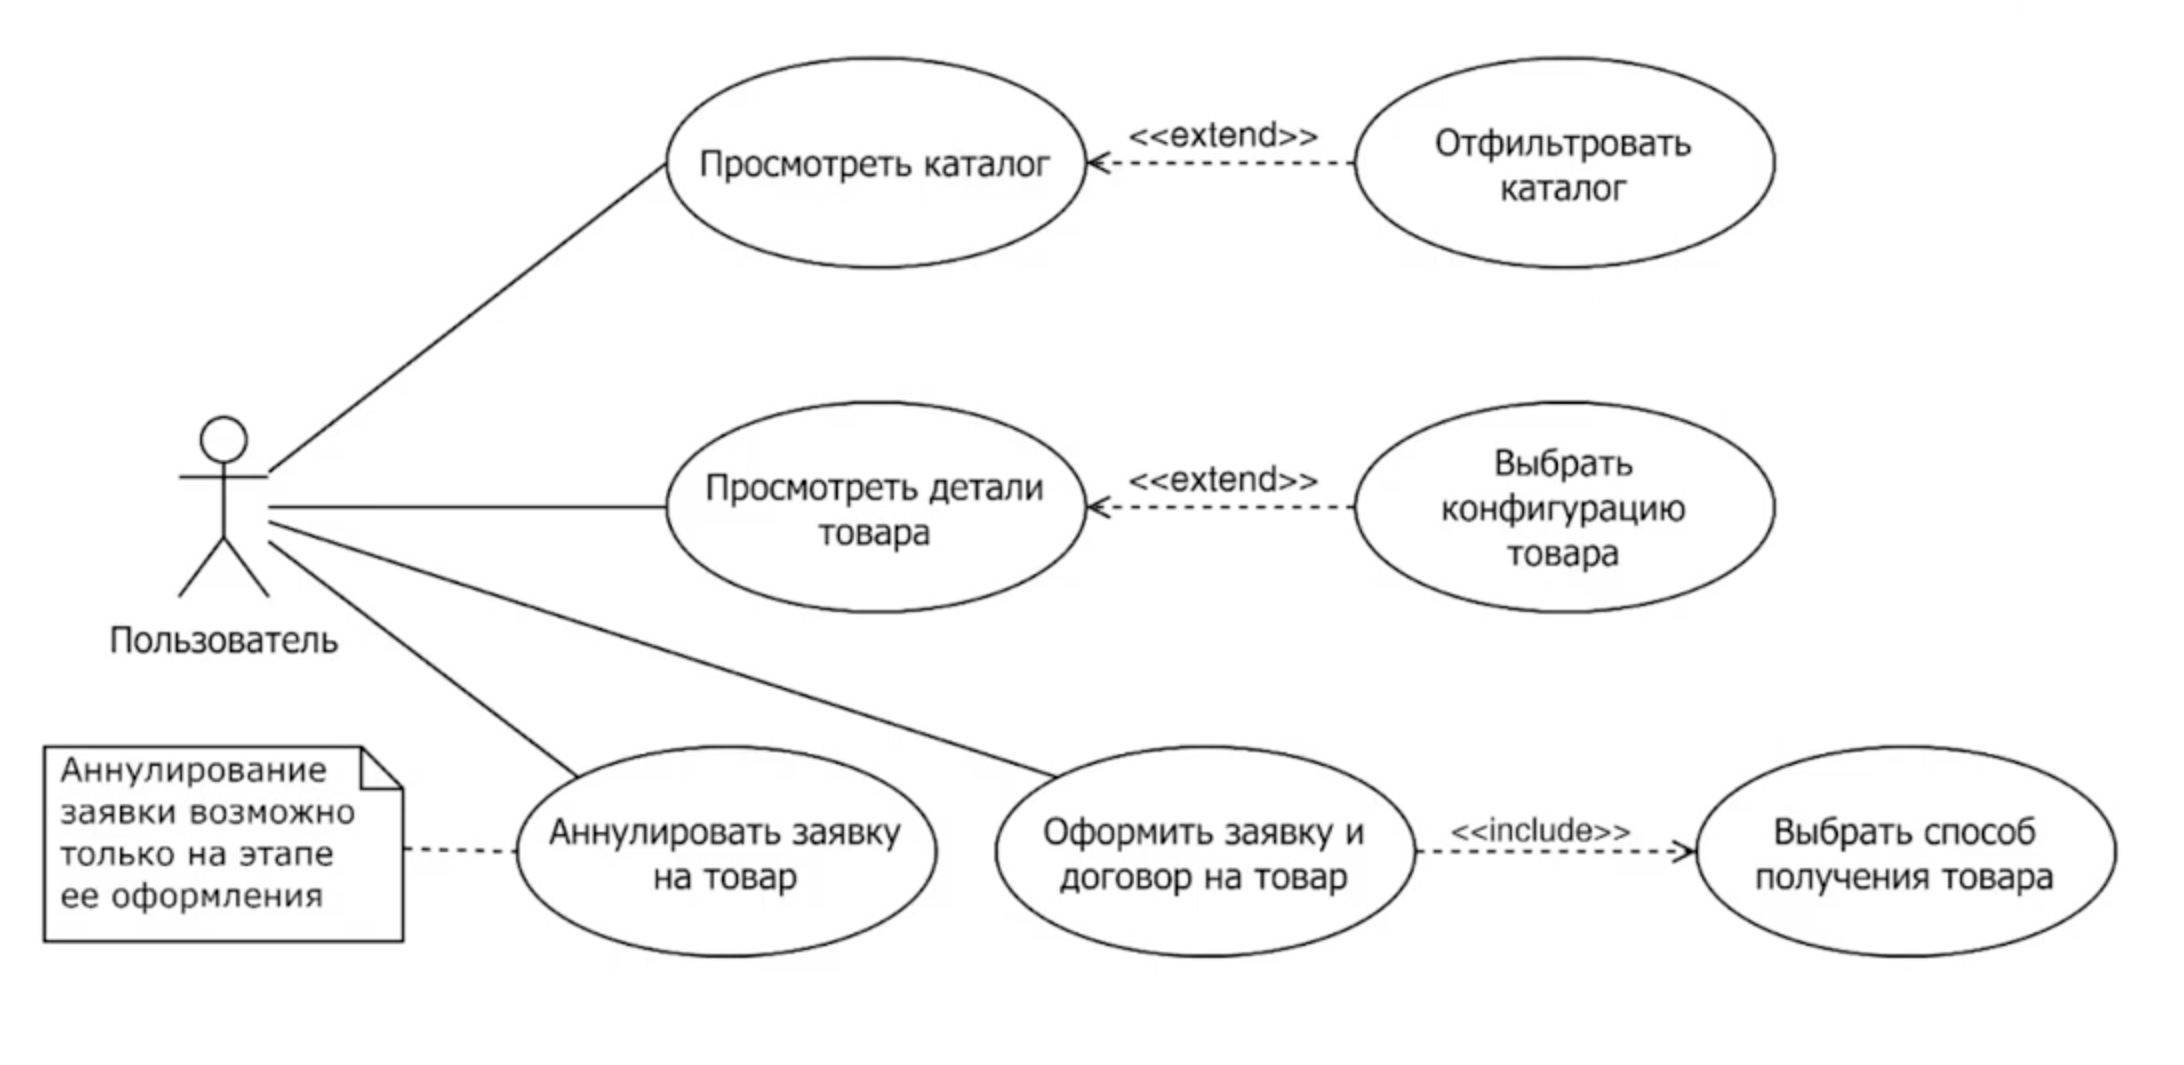 Просмотреть каталог
<<extend>>
Отфильтровать
каталог
Просмотреть детали
товара
<<extend>>
Выбрать
конфигурацию
товара
Пользователь
Аннулирование
заявки возможно
только на этапе
ее оформления
Аннулировать заявку
на товар
Оформить заявку и
договор на товар
<<include>>
Выбрать способ
получения товара